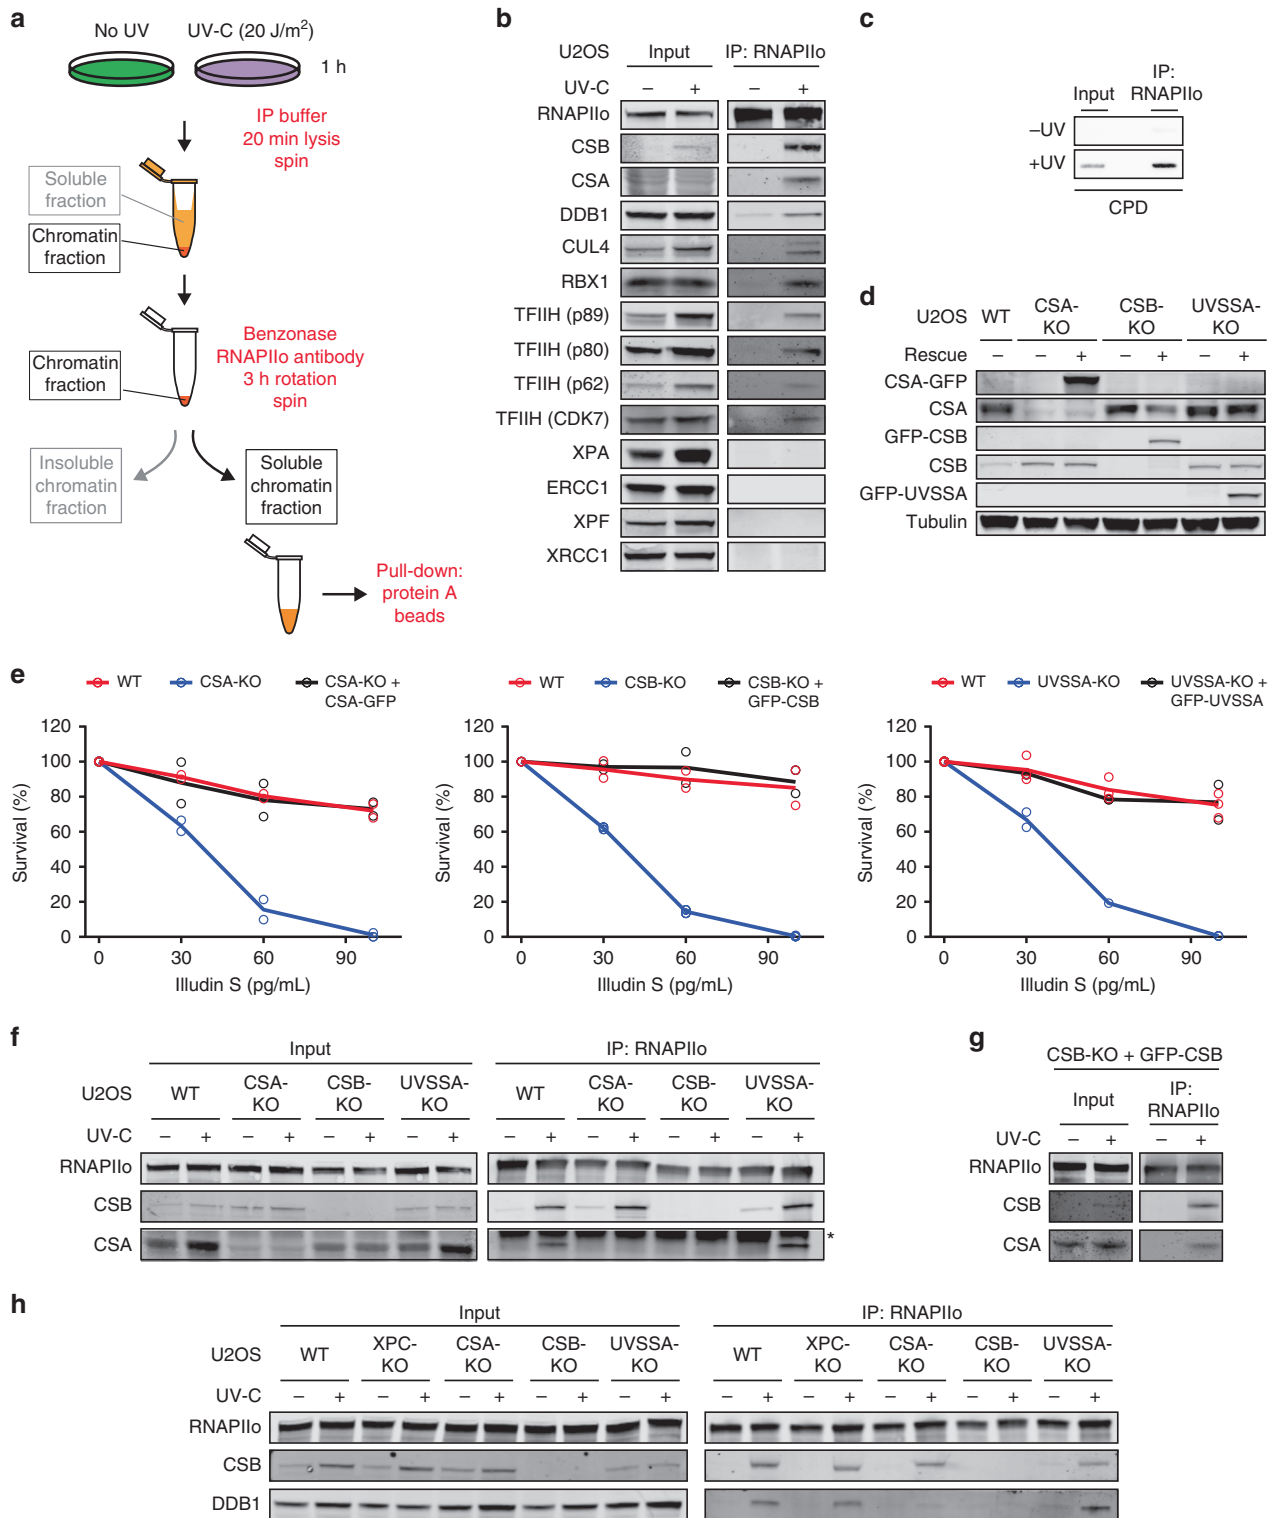 a
No UV
UV-C (20 J/m2)
1 h
IP buffer
20 min lysis
spin
Soluble
fraction
Chromatin
fraction
Benzonase
RNAPIIo antibody
3 h rotation
spin
Chromatin
fraction
Insoluble
chromatin
fraction
Soluble
chromatin
fraction
Pull-down:
protein A
beads
b
U2OS Input IP: RNAPIIo
UV-C – + – +
RNAPIIo
CSB
CSA
DDB1
CUL4
RBX1
TFIIH (p89)
TFIIH (p80)
TFIIH (p62)
TFIIH (CDK7)
XPA
ERCC1
XPF
XRCC1
c
Input IP: RNAPIIo
–UV
+UV
CPD
d
U2OS WT CSA-KO CSB-KO UVSSA-KO
Rescue – – + – + – +
CSA-GFP
CSA
GFP-CSB
CSB
GFP-UVSSA
Tubulin
e
WT CSA-KO CSA-KO + CSA-GFP
Survival (%)
120
100
80
60
40
20
0
0 30 60 90
Illudin S (pg/mL)
WT CSB-KO CSB-KO + GFP-CSB
Survival (%)
120
100
80
60
40
20
0
0 30 60 90
Illudin S (pg/mL)
WT UVSSA-KO UVSSA-KO + GFP-UVSSA
Survival (%)
120
100
80
60
40
20
0
0 30 60 90
Illudin S (pg/mL)
f
Input IP: RNAPIIo
U2OS WT CSA-KO CSB-KO UVSSA-KO WT CSA-KO CSB-KO UVSSA-KO
UV-C – + – + – + – + – + – + – + – +
RNAPIIo
CSB
CSA *
g
CSB-KO + GFP-CSB
Input IP: RNAPIIo
UV-C – + – +
RNAPIIo
CSB
CSA
h
Input IP: RNAPIIo
U2OS WT XPC-KO CSA-KO CSB-KO UVSSA-KO WT XPC-KO CSA-KO CSB-KO UVSSA-KO
UV-C – + – + – + – + – + – + – + – + – + – +
RNAPIIo
CSB
DDB1